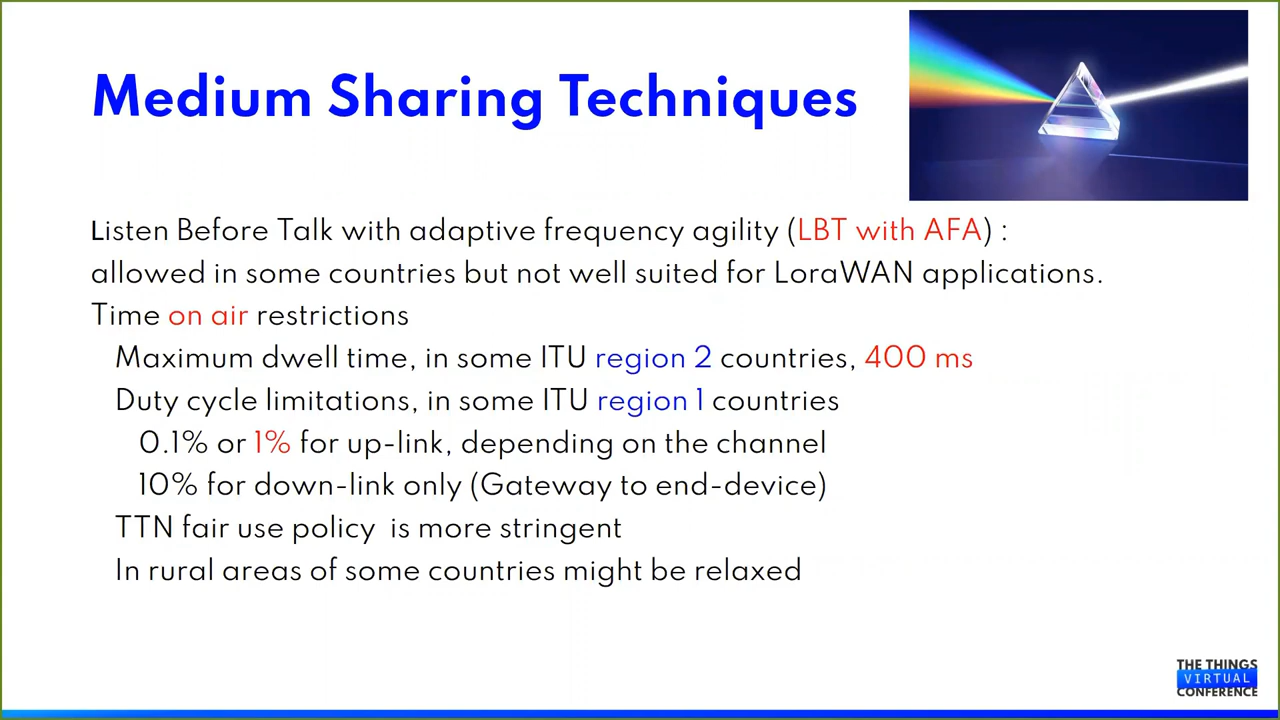 Medium Sharing Techniques
Listen Before Talk with adaptive frequency agility (LBT with AFA) :
allowed in some countries but not well suited for LoraWAN applications.
Time on air restrictions
Maximum dwell time, in some ITU region 2 countries, 400 ms
Duty cycle limitations, in some ITU region 1 countries
0.1% or 1% for up-link, depending on the channel
10% for down-link only (Gateway to end-device)
TTN fair use policy is more stringent
In rural areas of some countries might be relaxed
THE THINGS
VIRTUAL
CONFERENCE